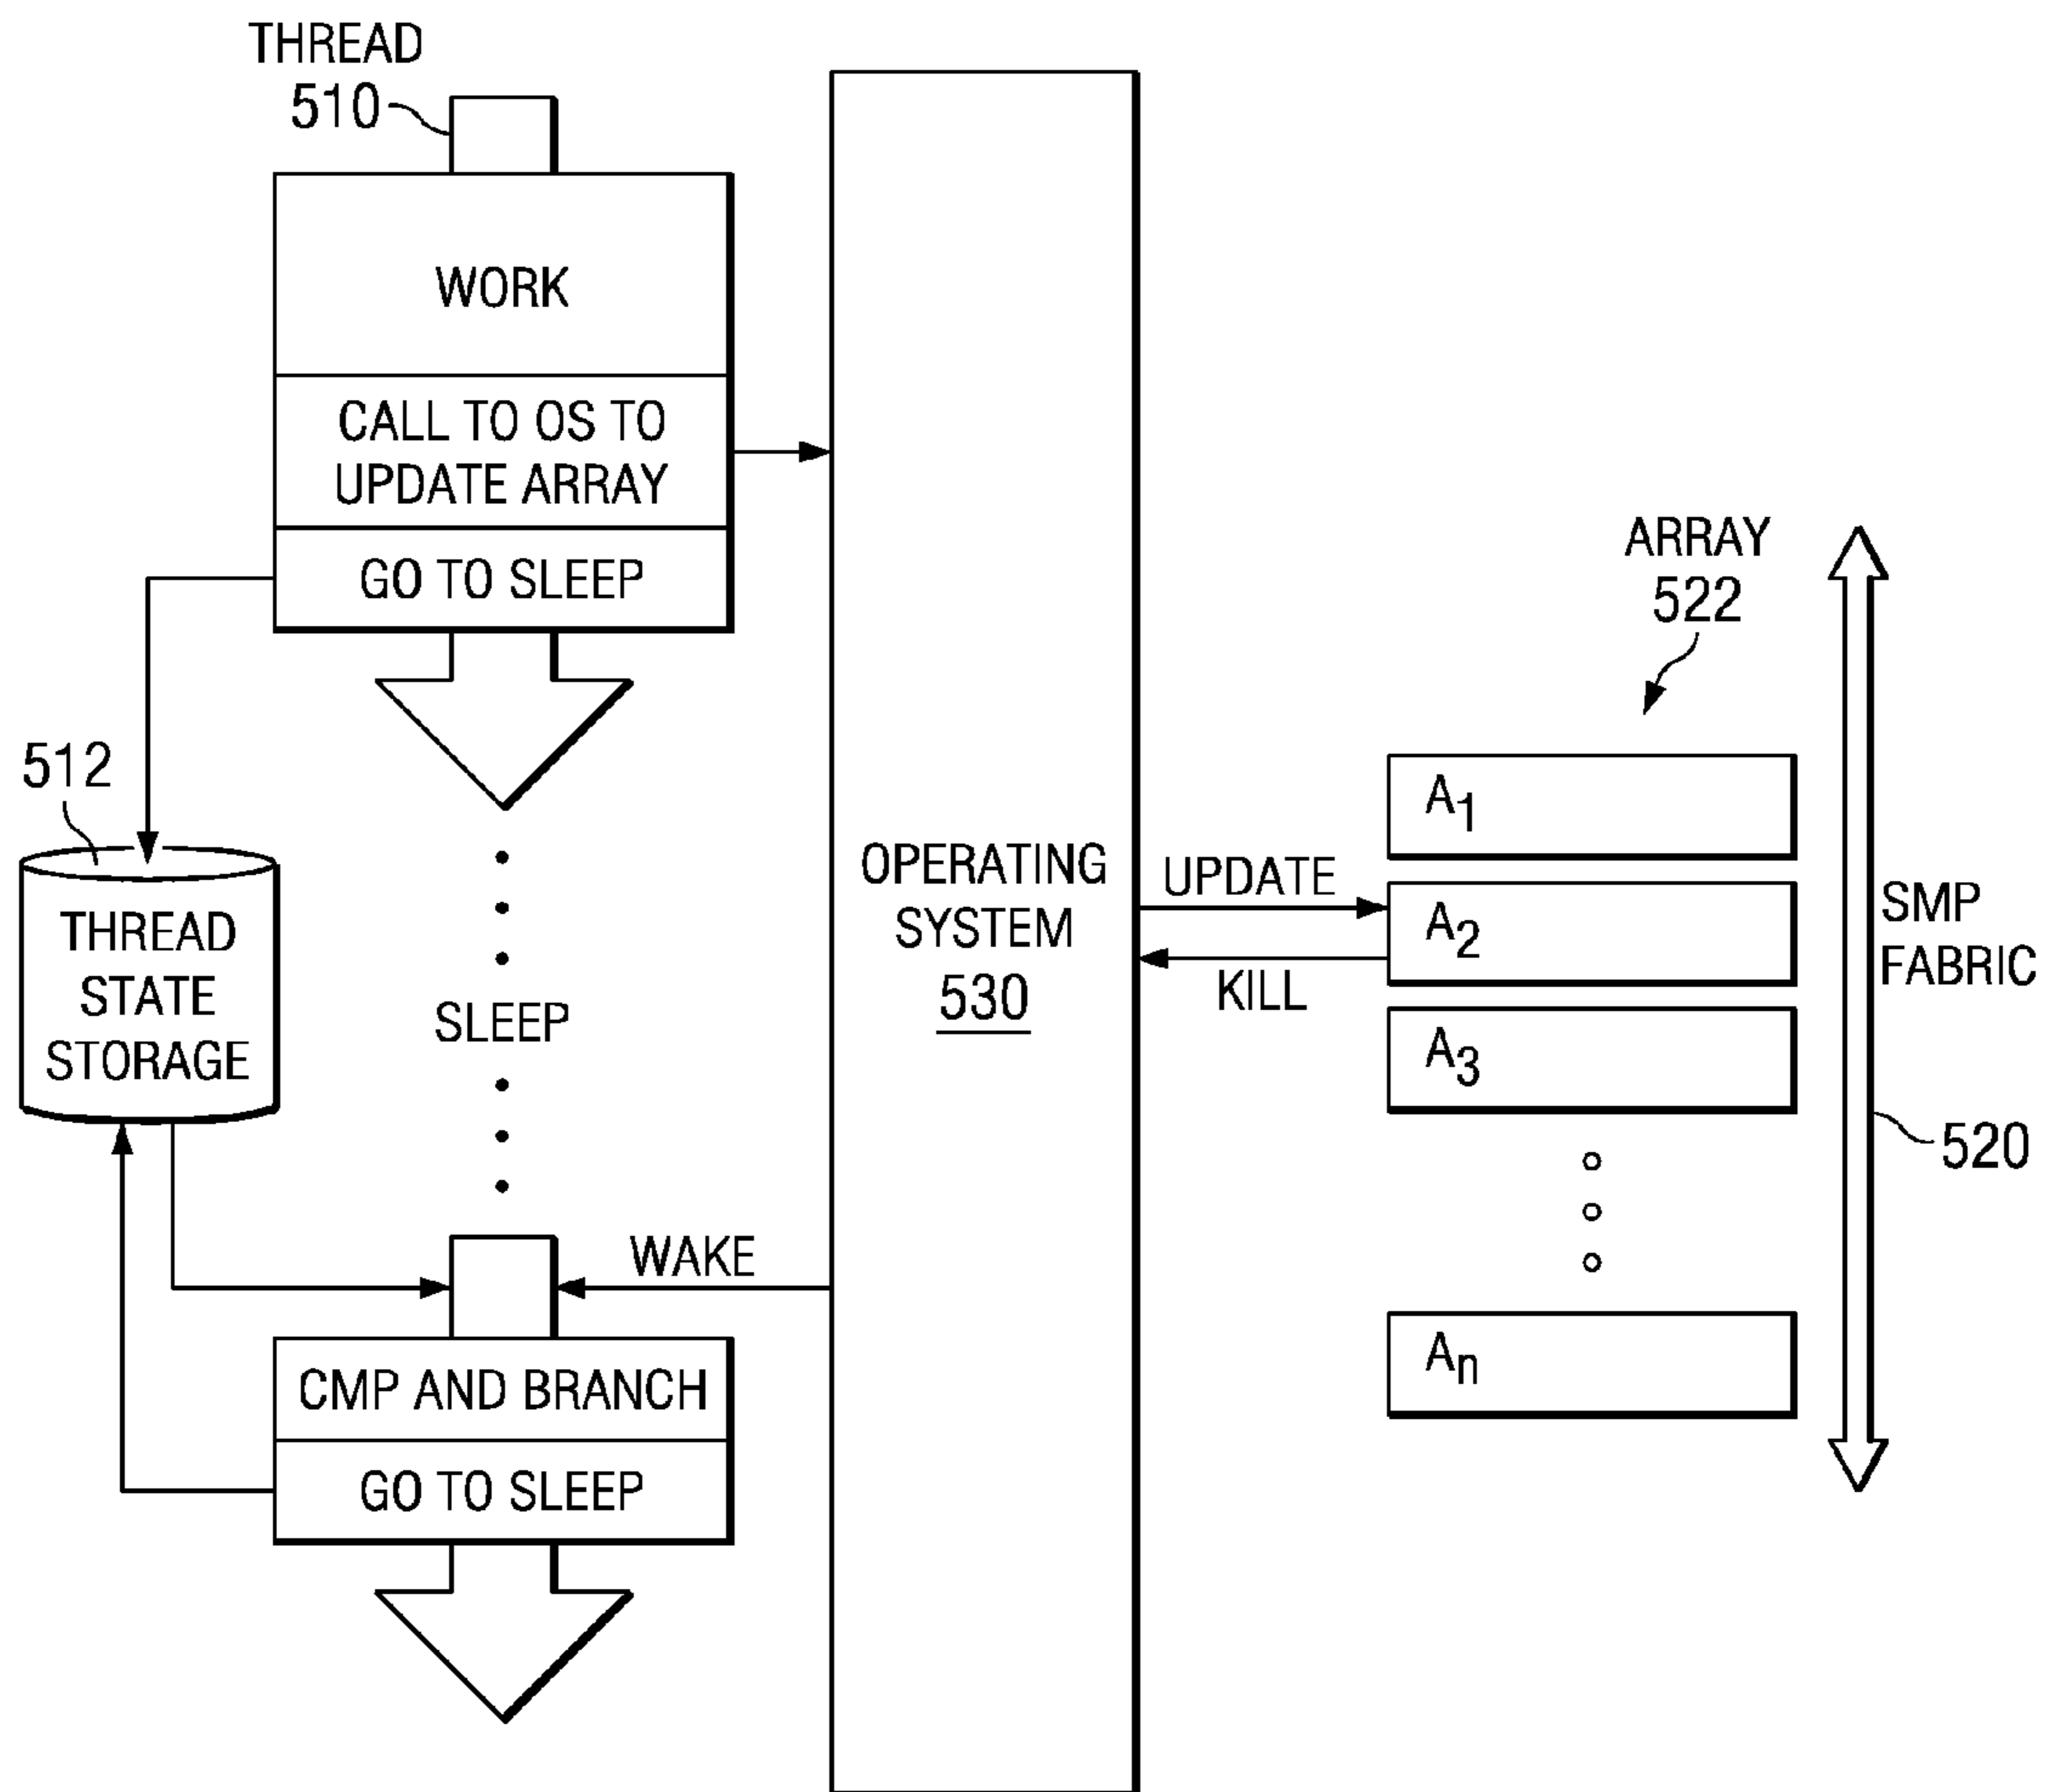 THREAD
510
WORK
CALL TO OS TO
UPDATE ARRAY
GO TO SLEEP
512
THREAD
STATE
STORAGE
SLEEP
WAKE
CMP AND BRANCH
GO TO SLEEP
OPERATING
SYSTEM
530
UPDATE
KILL
ARRAY
522
A1
A2
A3
An
SMP
FABRIC
520